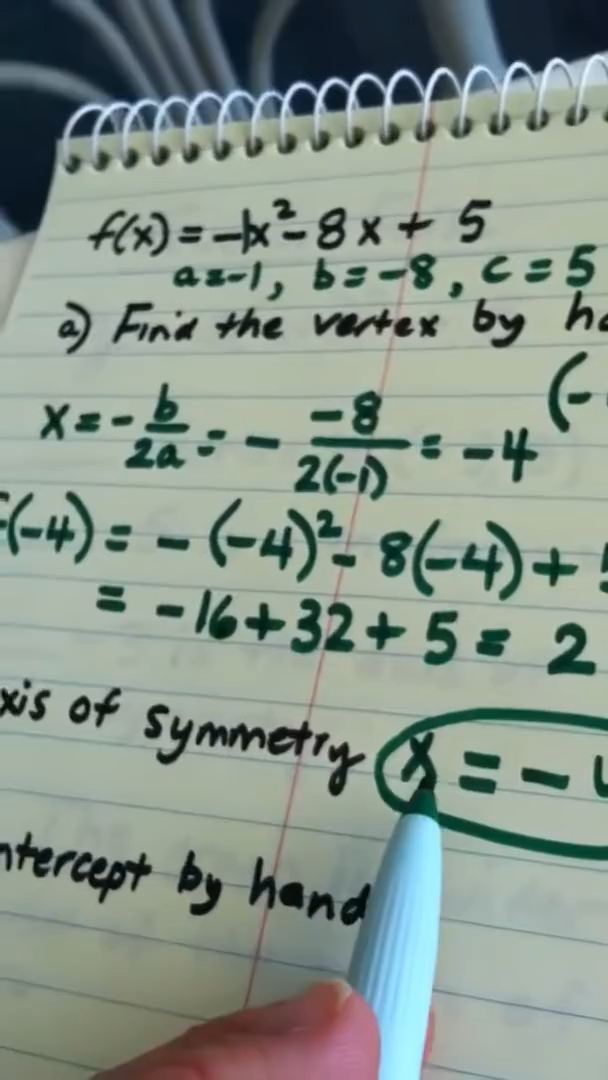 f(x) = -1x² - 8x + 5
a = -1, b = -8, c = 5
a) Find the vertex by
(-
x = - b/2a = - -8/2(-1) = -4
(-4) = - (-4)² - 8(-4) +
= -16 + 32 + 5 = 2
xis of symmetry x = -
ntercept by hand